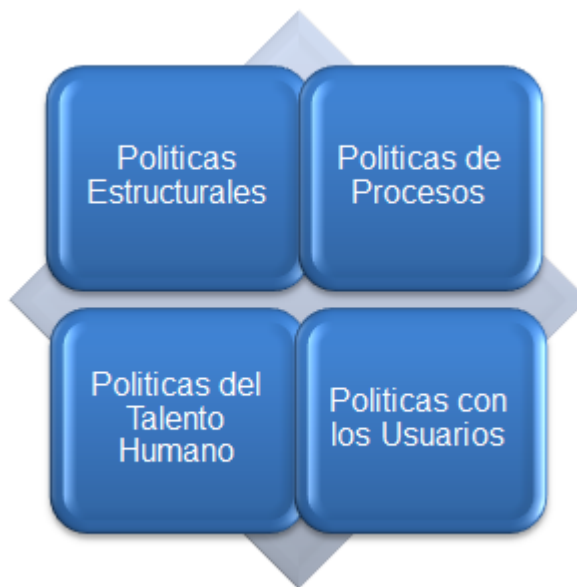 Politicas
Estructurales
Politicas de
Procesos
Politicas del
Talento
Humano
Politicas con
los Usuarios